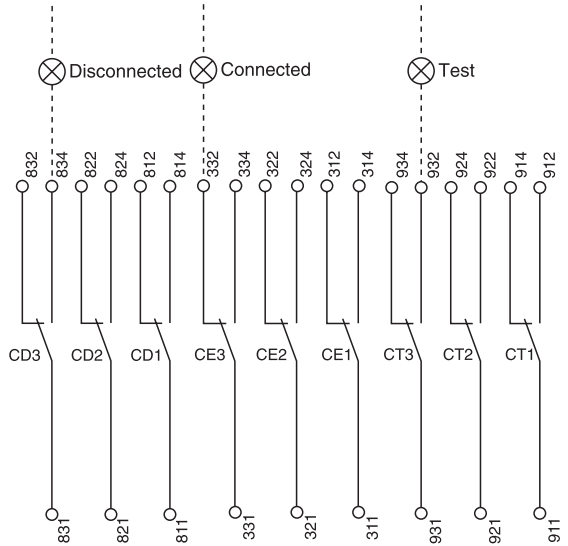 Disconnected Connected Test
832 834 822 824 812 814 332 334 322 324 312 314 934 932 924 922 914 912
CD3 CD2 CD1 CE3 CE2 CE1 CT3 CT2 CT1
831 821 811 331 321 311 931 921 911